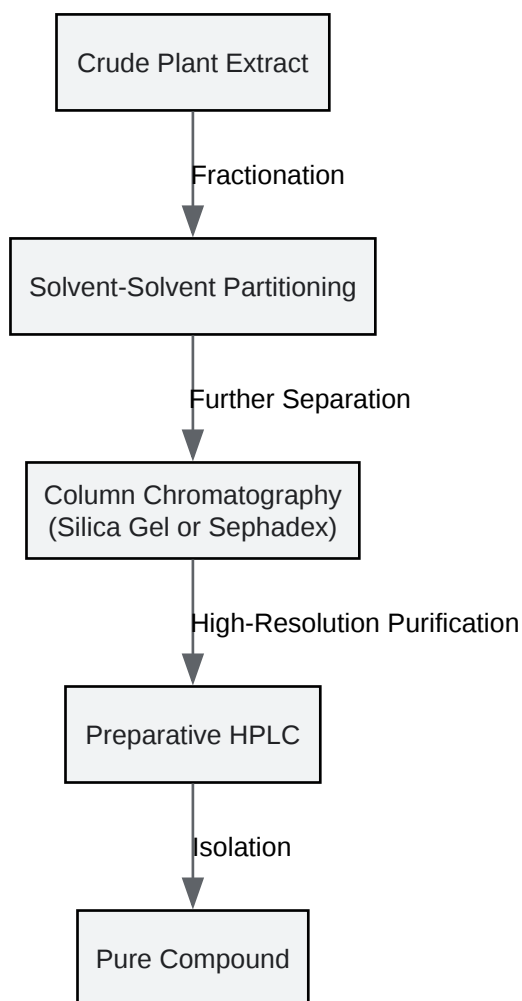 Crude Plant Extract
Fractionation
Solvent-Solvent Partitioning
Further Separation
Column Chromatography
(Silica Gel or Sephadex)
High-Resolution Purification
Preparative HPLC
Isolation
Pure Compound